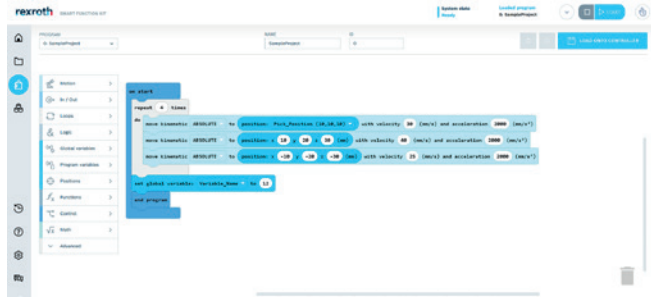 rexroth SMART FUNCTION KIT
System state
Ready
Loaded program
0: SampleProject
START
PROGRAM
0: SampleProject
NAME
SampleProject
ID
0
LOAD ONTO CONTROLLER
Motion
In / Out
Loops
Logic
Global variables
Program variables
Positions
Functions
Control
Math
Advanced
on start
repeat 4 times
do move kinematic ABSOLUTE to position: Pick_Position (10,10,10) with velocity 30 (mm/s) and acceleration 2000 (mm/s²)
move kinematic ABSOLUTE to position: x 10 y 20 z 30 (mm) with velocity 40 (mm/s) and acceleration 2000 (mm/s²)
move kinematic ABSOLUTE to position: x -10 y -20 z -30 (mm) with velocity 25 (mm/s) and acceleration 2000 (mm/s²)
set global variable: Variable_Demo to 13
end program